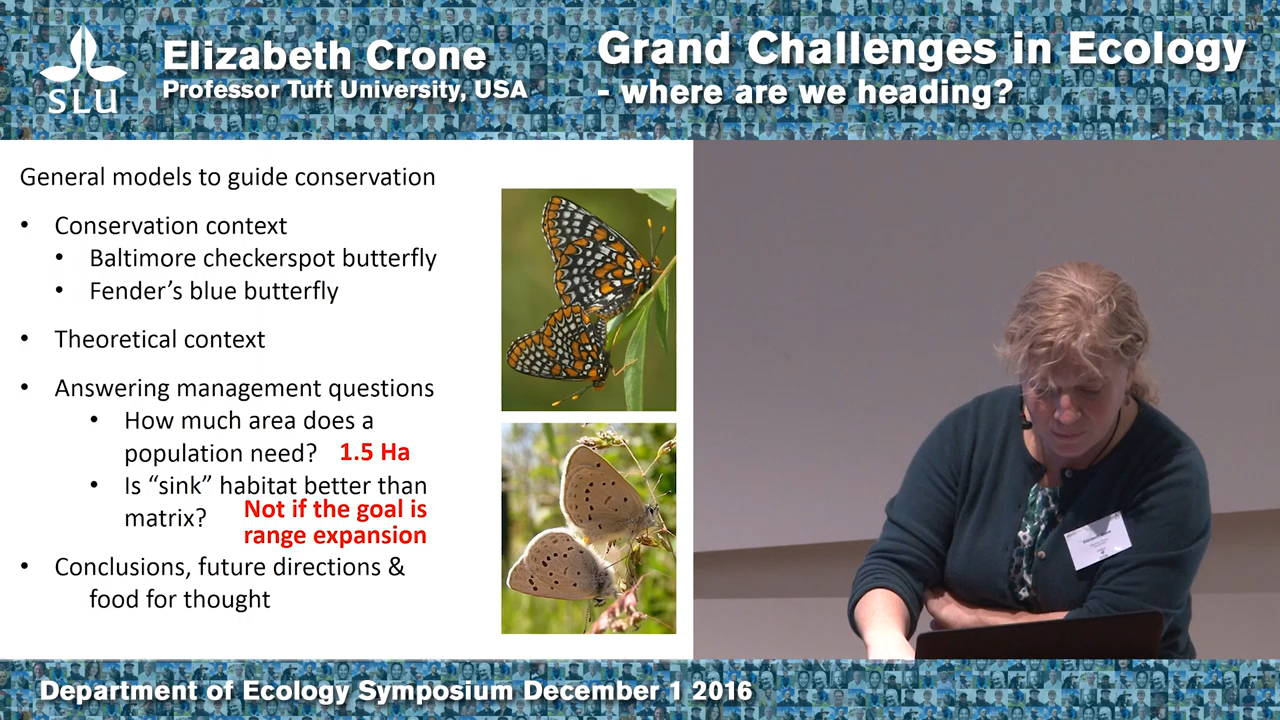 SLU
Elizabeth Crone
Professor Tuft University, USA
Grand Challenges in Ecology
- where are we heading?
General models to guide conservation
• Conservation context
• Baltimore checkerspot butterfly
• Fender’s blue butterfly
• Theoretical context
• Answering management questions
• How much area does a
population need? 1.5 Ha
• Is “sink” habitat better than
matrix? Not if the goal is
range expansion
• Conclusions, future directions &
food for thought
Department of Ecology Symposium December 1 2016